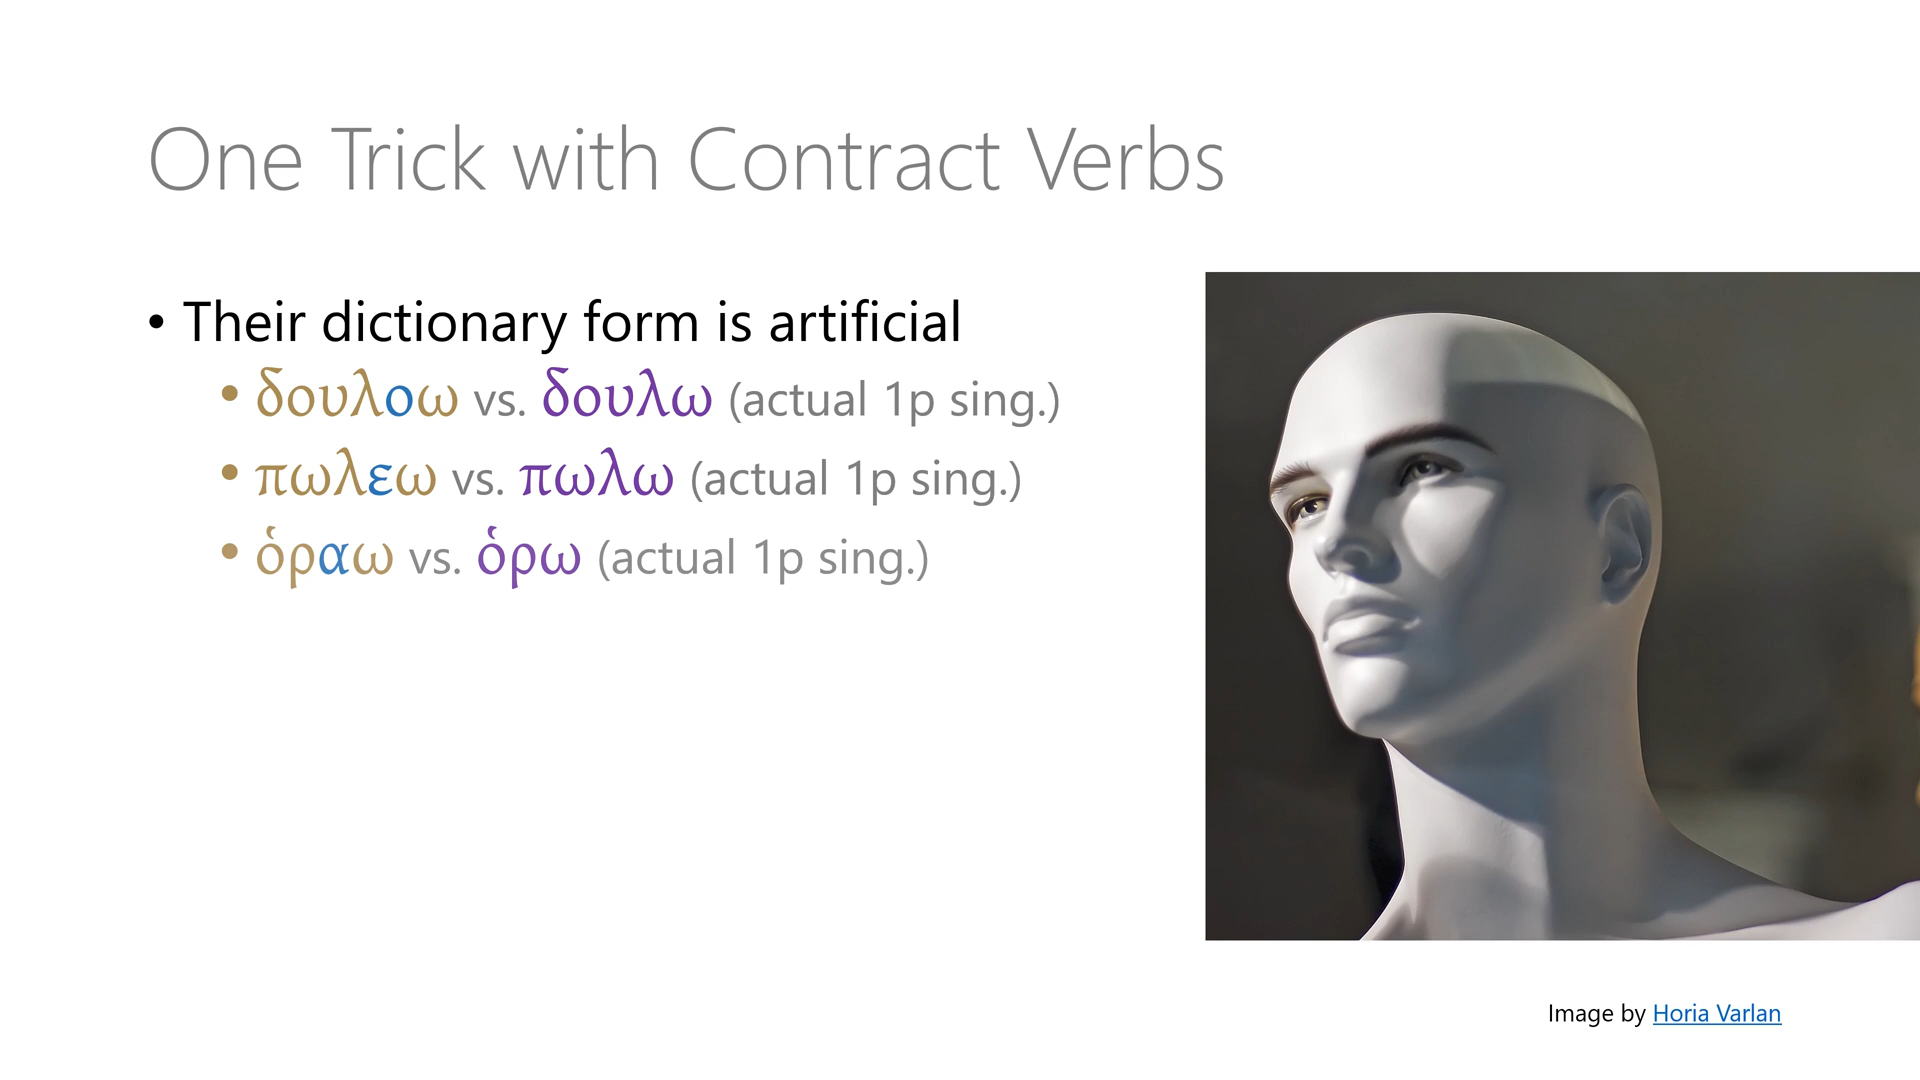 One Trick with Contract Verbs
• Their dictionary form is artificial
• δουλοω vs. δουλω (actual 1p sing.)
• πωλεω vs. πωλω (actual 1p sing.)
• ὁραω vs. ὁρω (actual 1p sing.)
Image by Horia Varlan